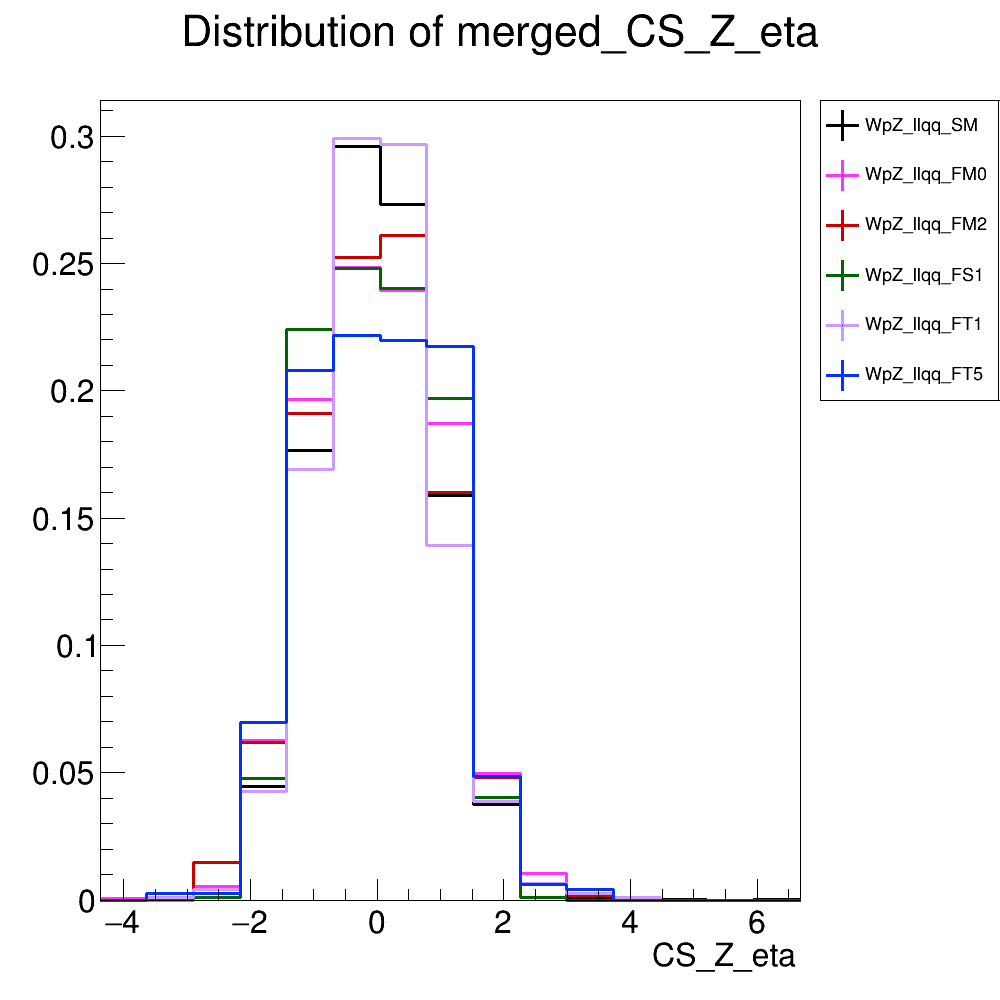 Distribution of merged_CS_Z_eta
0.3
0.25
0.2
0.15
0.1
0.05
0
−4 −2 0 2 4 6
CS_Z_eta
WpZ_llqq_SM
WpZ_llqq_FM0
WpZ_llqq_FM2
WpZ_llqq_FS1
WpZ_llqq_FT1
WpZ_llqq_FT5